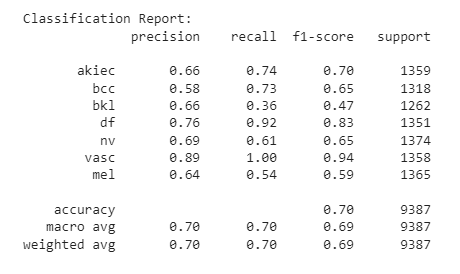 Classification Report:
precision recall f1-score support
akiec 0.66 0.74 0.70 1359
bcc 0.58 0.73 0.65 1318
bkl 0.66 0.36 0.47 1262
df 0.76 0.92 0.83 1351
nv 0.69 0.61 0.65 1374
vasc 0.89 1.00 0.94 1358
mel 0.64 0.54 0.59 1365
accuracy 0.70 9387
macro avg 0.70 0.70 0.69 9387
weighted avg 0.70 0.70 0.69 9387